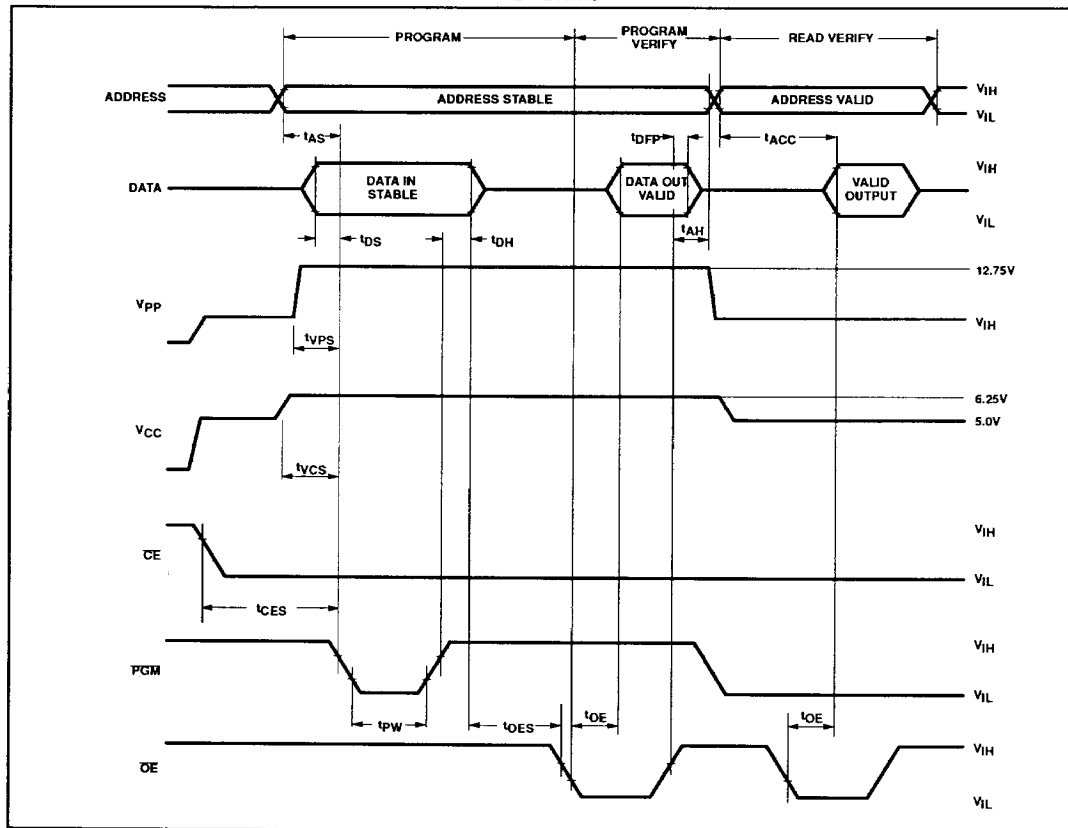 PROGRAM
PROGRAM VERIFY
READ VERIFY
ADDRESS
ADDRESS STABLE
ADDRESS VALID
VIH
VIL
tAS
tDFP
tACC
DATA
DATA IN STABLE
DATA OUT VALID
VALID OUTPUT
VIH
VIL
tDS
tDH
tAH
VPP
12.75V
VIH
tVPS
VCC
6.25V
5.0V
tVCS
CE
VIH
VIL
tCES
PGM
VIH
VIL
tPW
tOES
tOE
tOE
OE
VIH
VIL